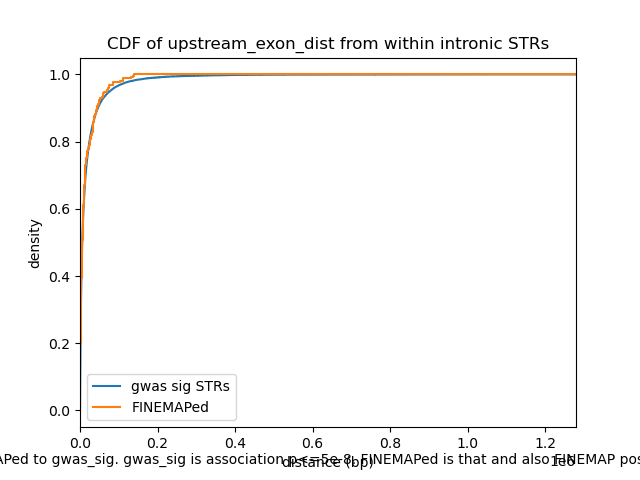 CDF of upstream_exon_dist from within intronic STRs
density
1.0
0.8
0.6
0.4
0.2
0.0
gwas sig STRs
FINEMAPed
0.0 0.2 0.4 0.6 0.8 1.0 1.2
1e6
distance (bp)
APed to gwas_sig. gwas_sig is association p<=5e-8, FINEMAPed is that and also FINEMAP pos